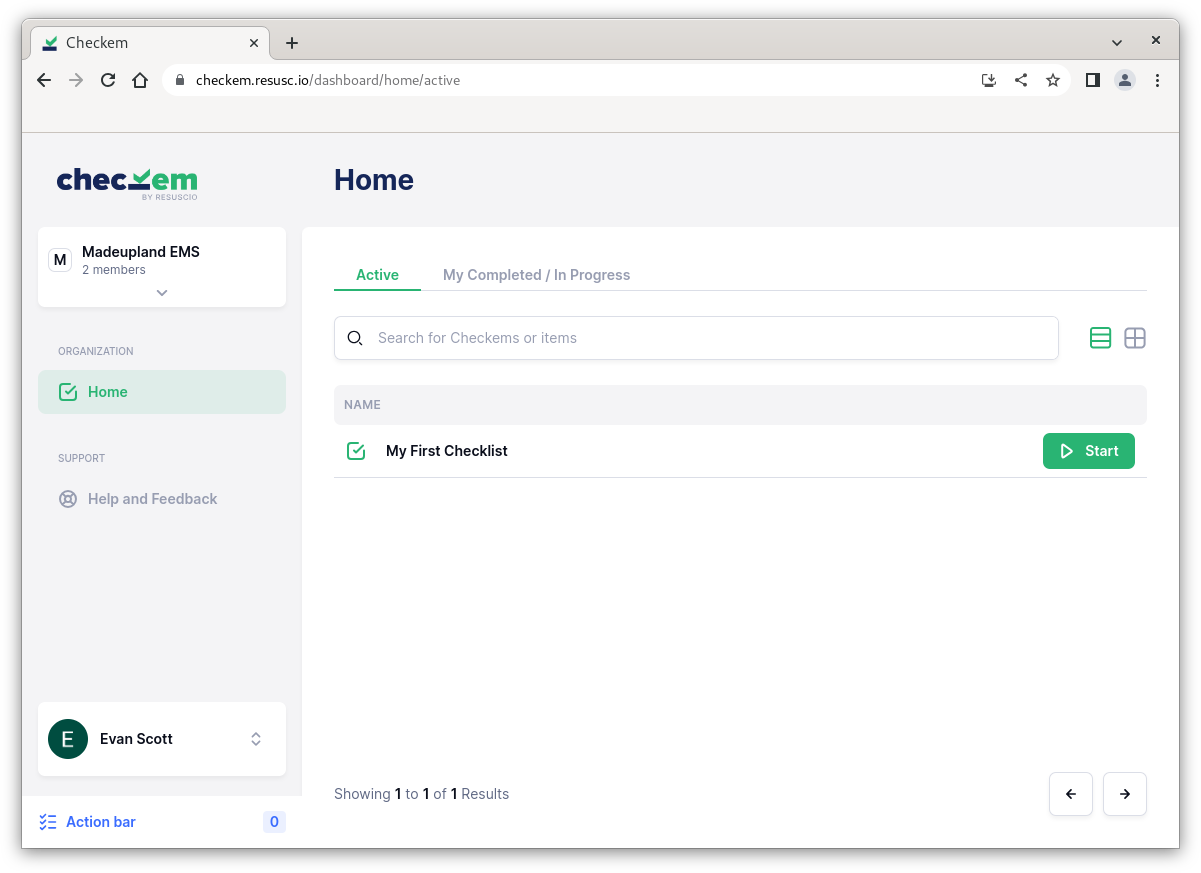 Checkem
checkem.resusc.io/dashboard/home/active
checkem
BY RESUSCIO
Home
M
Madeupland EMS
2 members
ORGANIZATION
Home
SUPPORT
Help and Feedback
E
Evan Scott
Action bar
0
Active
My Completed / In Progress
Search for Checkems or items
NAME
My First Checklist
Start
Showing 1 to 1 of 1 Results